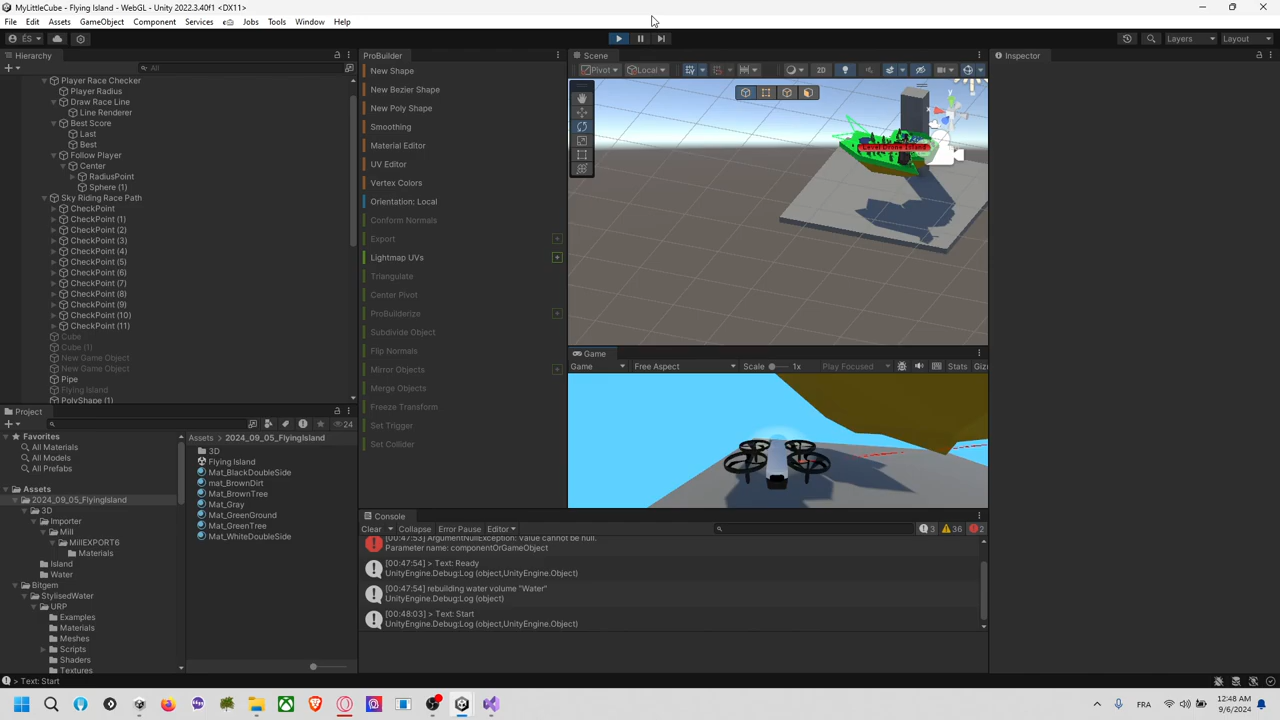 MyLittleCube - Flying Island - WebGL - Unity 2022.3.40f1 <DX11>
File Edit Assets GameObject Component Services Jobs Tools Window Help
ÉS Layers Layout
Hierarchy
All
Player Race Checker
Player Radius
Draw Race Line
Line Renderer
Best Score
Last
Best
Follow Player
Center
RadiusPoint
Sphere (1)
Sky Riding Race Path
CheckPoint
CheckPoint (1)
CheckPoint (2)
CheckPoint (3)
CheckPoint (4)
CheckPoint (5)
CheckPoint (6)
CheckPoint (7)
CheckPoint (8)
CheckPoint (9)
CheckPoint (10)
CheckPoint (11)
Cube
Cube (1)
New Game Object
New Game Object
Pipe
Flying Island
PolyShape (1)
ProBuilder
New Shape
New Bezier Shape
New Poly Shape
Smoothing
Material Editor
UV Editor
Vertex Colors
Orientation: Local
Conform Normals
Export
Lightmap UVs
Triangulate
Center Pivot
ProBuilderize
Subdivide Object
Flip Normals
Mirror Objects
Merge Objects
Freeze Transform
Set Trigger
Set Collider
Scene
Pivot Local 2D
y
Level Drone Island
Game
Game Free Aspect Scale 1x Play Focused Stats Giz
Inspector
Project
24
Favorites
All Materials
All Models
All Prefabs
Assets
2024_09_05_FlyingIsland
3D
Importer
Mill
MillEXPORT6
Materials
Island
Water
Bitgem
StylisedWater
URP
Examples
Materials
Meshes
Scripts
Shaders
Textures
Assets > 2024_09_05_FlyingIsland
3D
Flying Island
Mat_BlackDoubleSide
mat_BrownDirt
Mat_BrownTree
Mat_Gray
Mat_GreenGround
Mat_GreenTree
Mat_WhiteDoubleSide
Console
Clear Collapse Error Pause Editor 3 36 2
[00:47:53] ArgumentNullException: Value cannot be null.
Parameter name: componentOrGameObject
[00:47:54] > Text: Ready
UnityEngine.Debug:Log (object,UnityEngine.Object)
[00:47:54] rebuilding water volume "Water"
UnityEngine.Debug:Log (object)
[00:48:03] > Text: Start
UnityEngine.Debug:Log (object,UnityEngine.Object)
> Text: Start
FRA
12:48 AM
9/6/2024